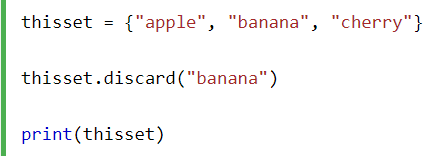 thisset = {"apple", "banana", "cherry"}
thisset.discard("banana")
print(thisset)